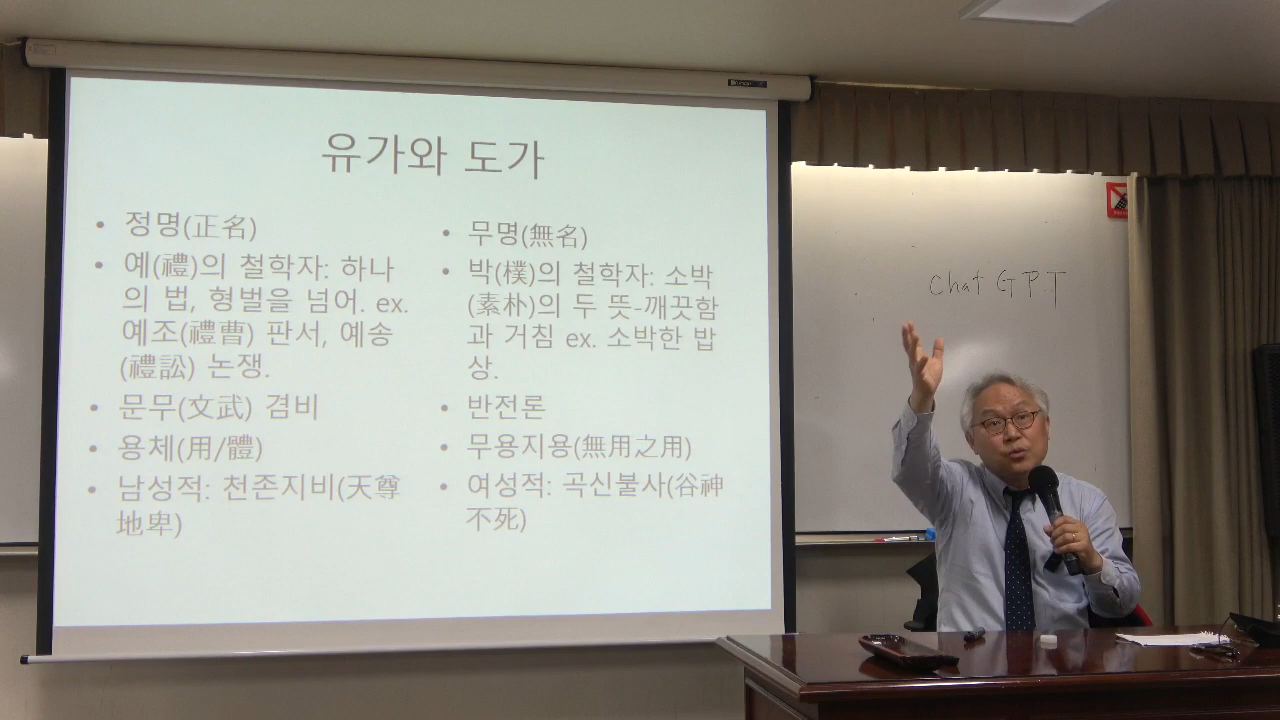 유가와 도가
• 정명(正名)
• 예(禮)의 철학자: 하나
의 법, 형벌을 넘어. ex.
예조(禮曹) 판서, 예송
(禮訟) 논쟁.
• 문무(文武) 겸비
• 용체(用/體)
• 남성적: 천존지비(天尊
地卑)
• 무명(無名)
• 박(樸)의 철학자: 소박
(素朴)의 두 뜻-깨끗함
과 거침 ex. 소박한 밥
상.
• 반전론
• 무용지용(無用之用)
• 여성적: 곡신불사(谷神
不死)
Chat GPT